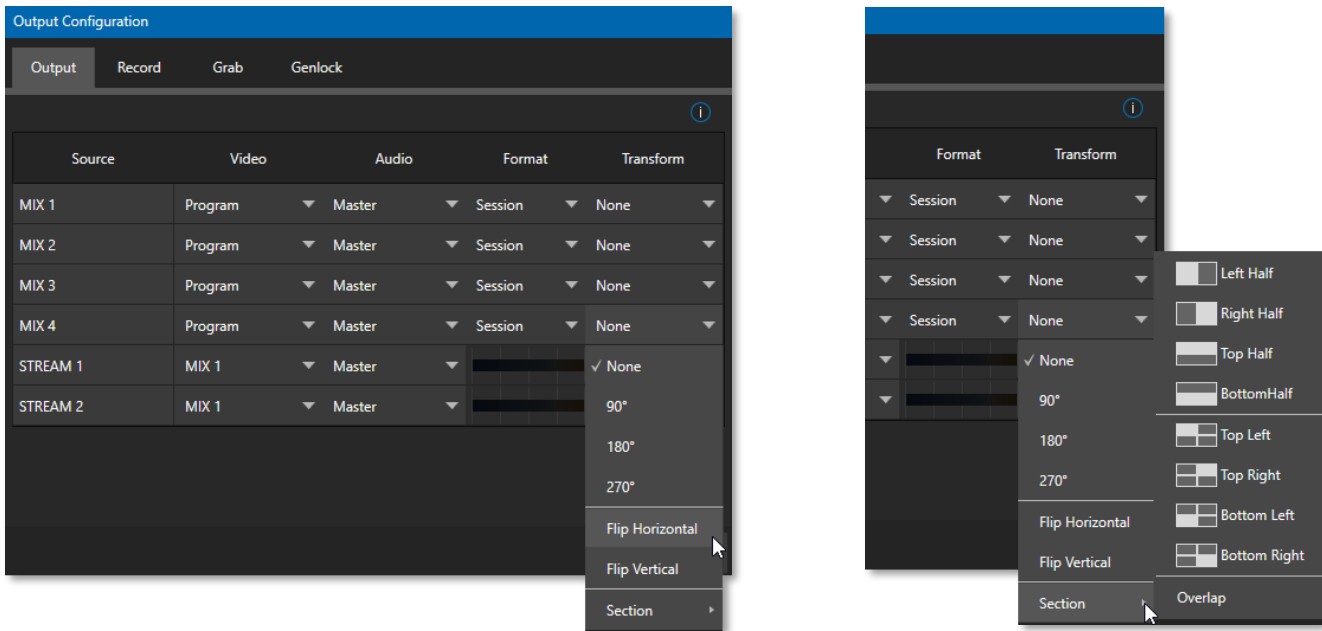 Output Configuration
Output Record Grab Genlock
i
Source Video Audio Format Transform
MIX 1 Program Master Session None
MIX 2 Program Master Session None
MIX 3 Program Master Session None
MIX 4 Program Master Session None
STREAM 1 MIX 1 Master
STREAM 2 MIX 1 Master
✓ None
90°
180°
270°
Flip Horizontal
Flip Vertical
Section
i
Format Transform
Session None
Session None
Session None
Session None
✓ None
90°
180°
270°
Flip Horizontal
Flip Vertical
Section
Left Half
Right Half
Top Half
BottomHalf
Top Left
Top Right
Bottom Left
Bottom Right
Overlap